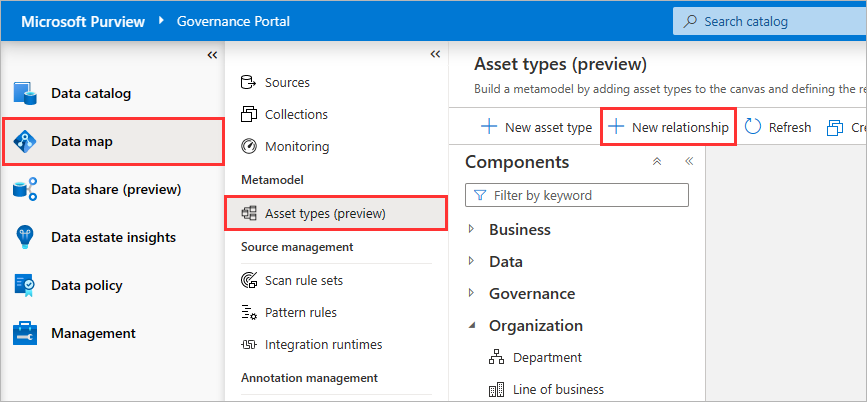 Microsoft Purview Governance Portal
Search catalog
Data catalog
Data map
Data share (preview)
Data estate insights
Data policy
Management
Sources
Collections
Monitoring
Metamodel
Asset types (preview)
Source management
Scan rule sets
Pattern rules
Integration runtimes
Annotation management
Asset types (preview)
Build a metamodel by adding asset types to the canvas and defining the re
New asset type New relationship Refresh Cre
Components
Filter by keyword
Business
Data
Governance
Organization
Department
Line of business